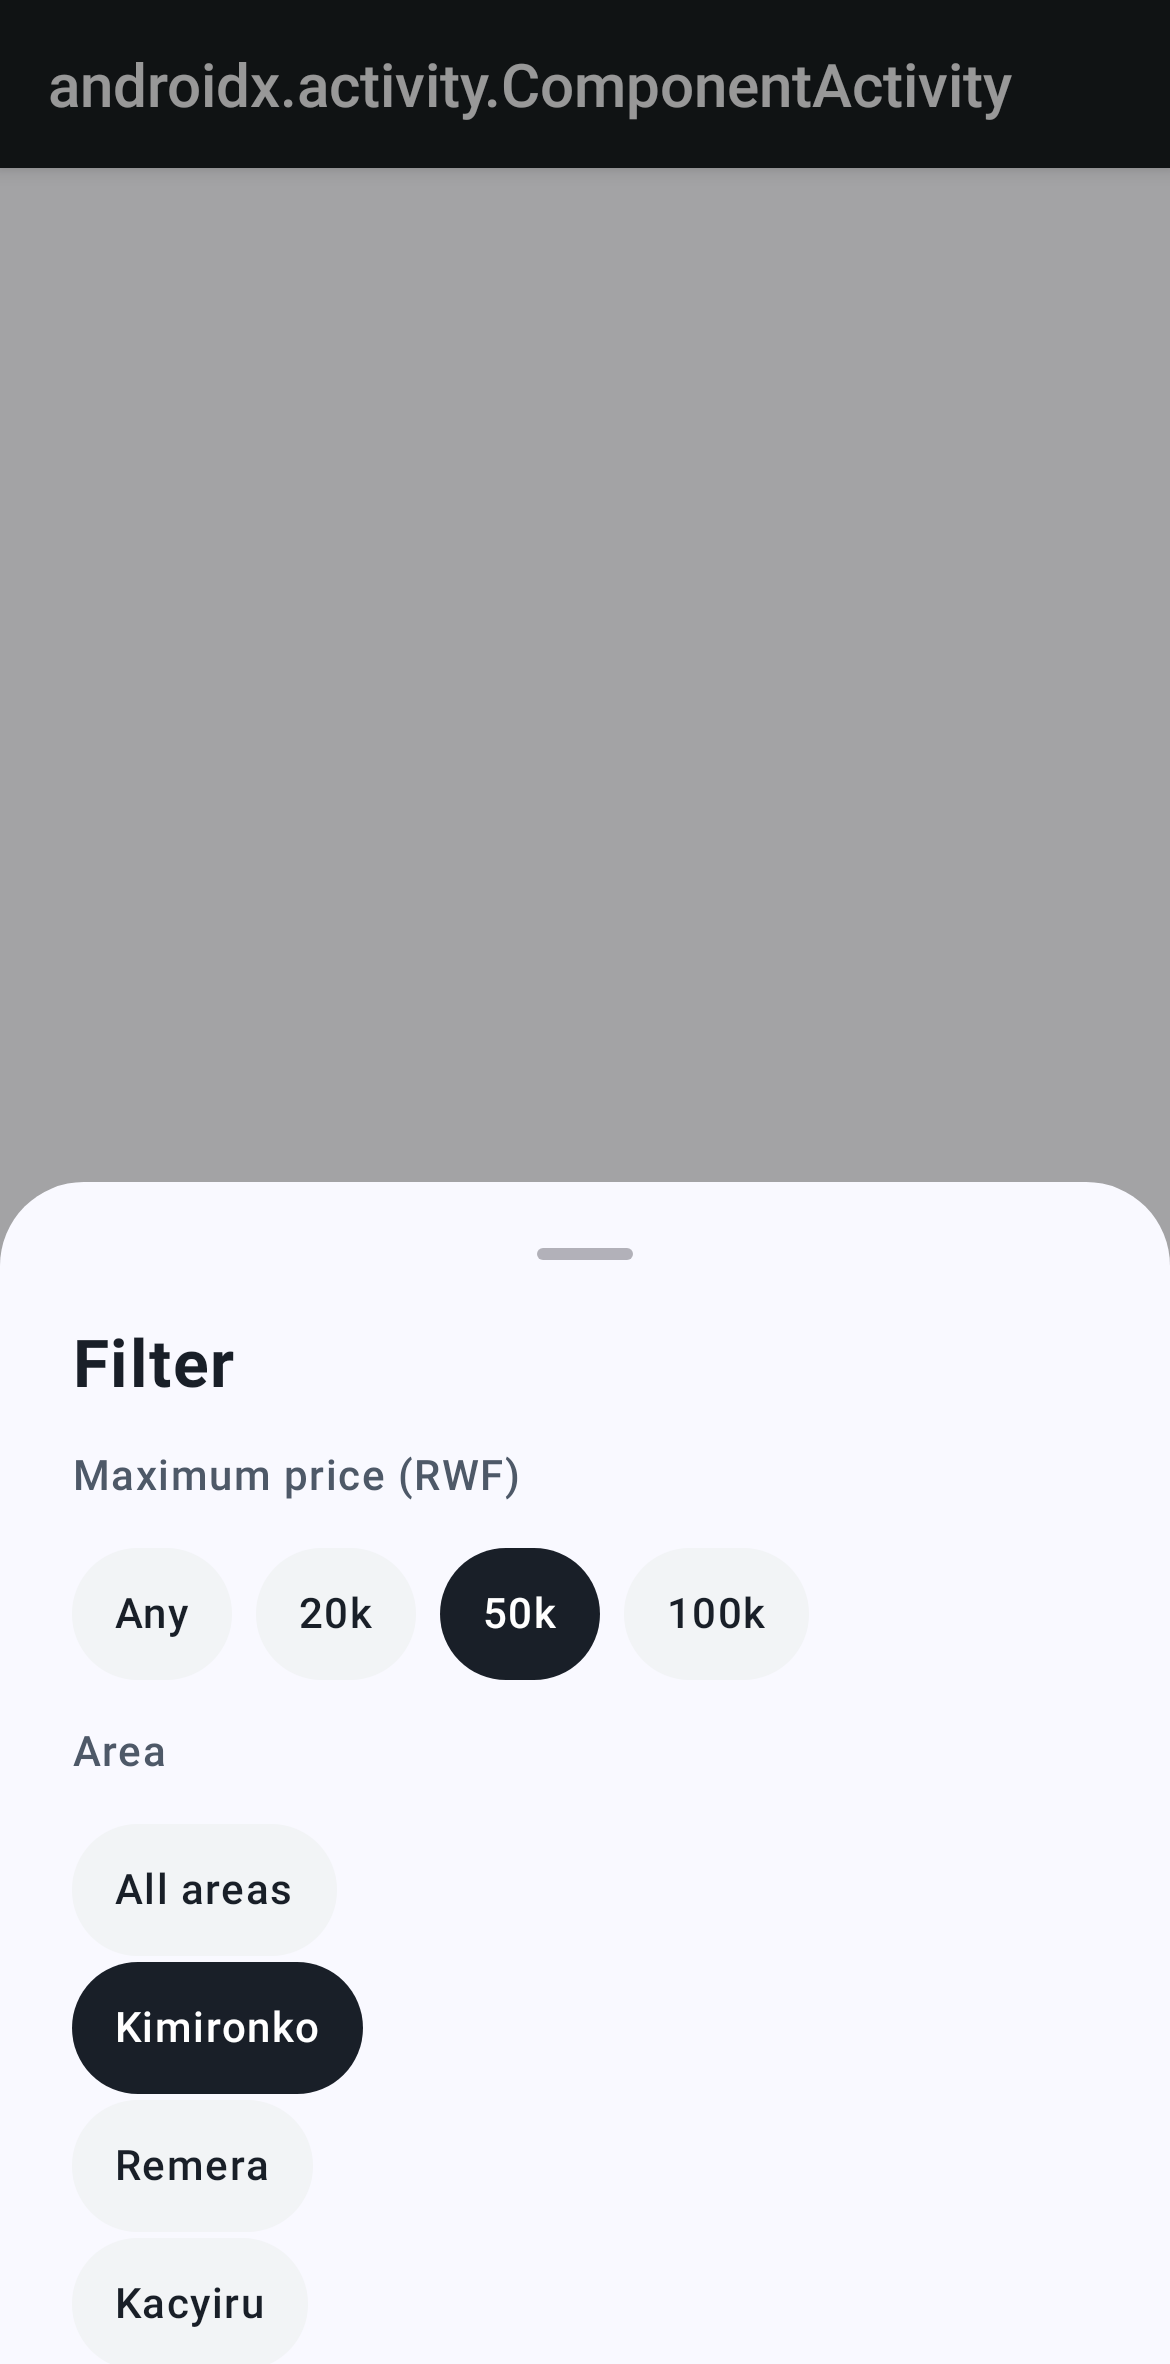 androidx.activity.ComponentActivity
Filter
Maximum price (RWF)
Any 20k 50k 100k
Area
All areas
Kimironko
Remera
Kacyiru